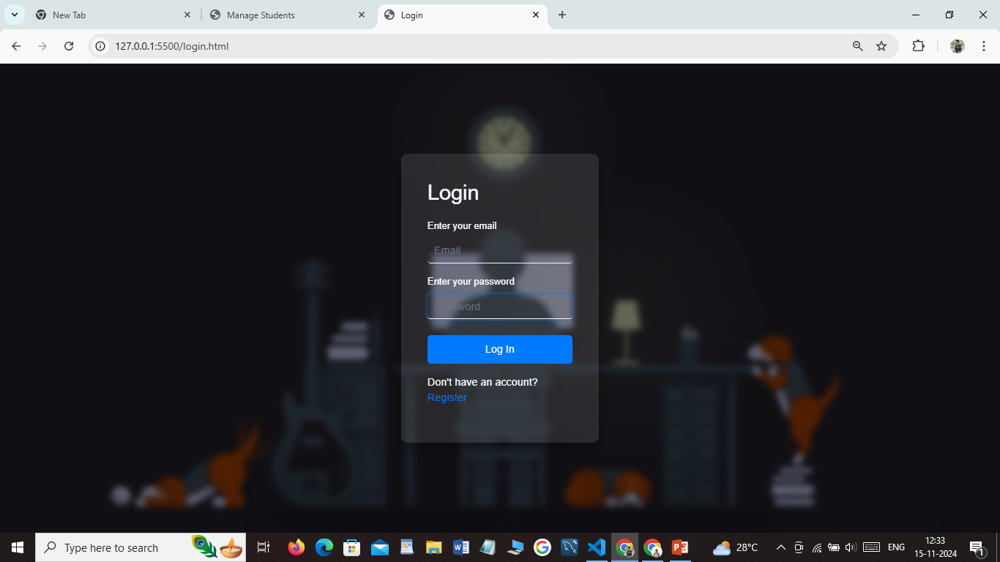 New Tab
Manage Students
Login
127.0.0.1:5500/login.html
Login
Enter your email
Email
Enter your password
Password
Log In
Don't have an account?
Register
Type here to search
28°C
ENG
12:33
15-11-2024
1